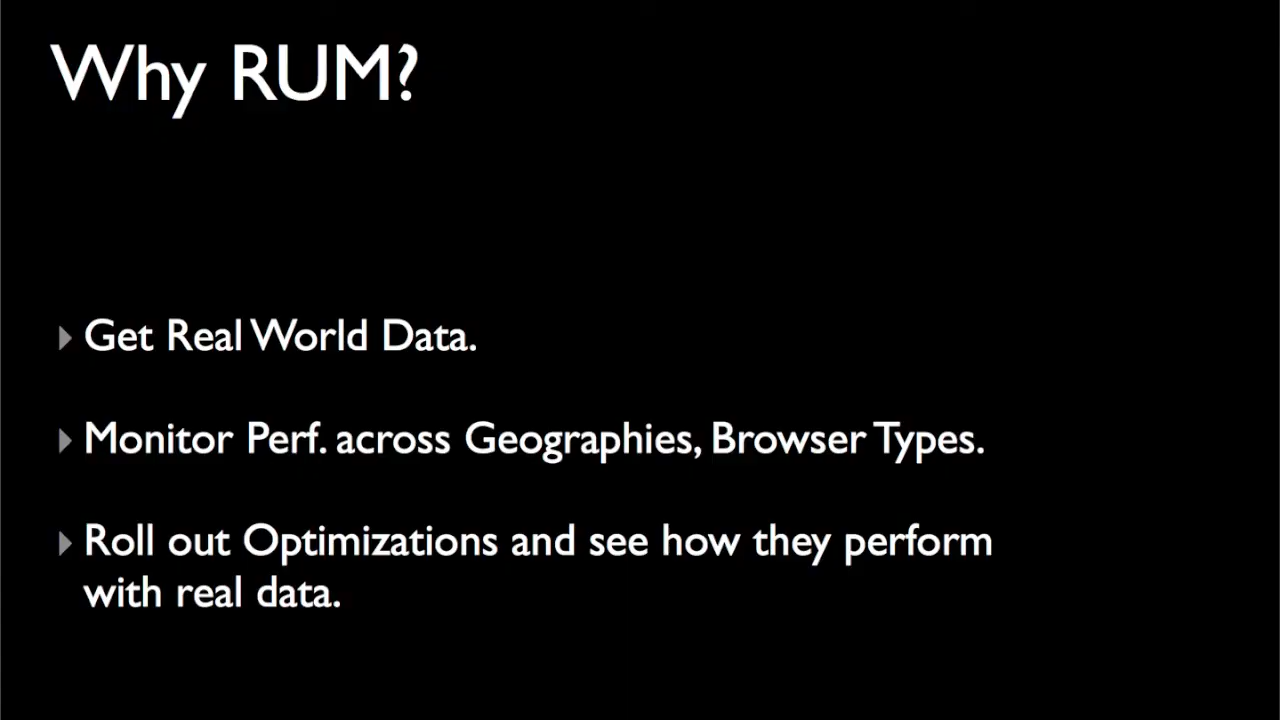 Why RUM?
Get Real World Data.
Monitor Perf. across Geographies, Browser Types.
Roll out Optimizations and see how they perform
with real data.